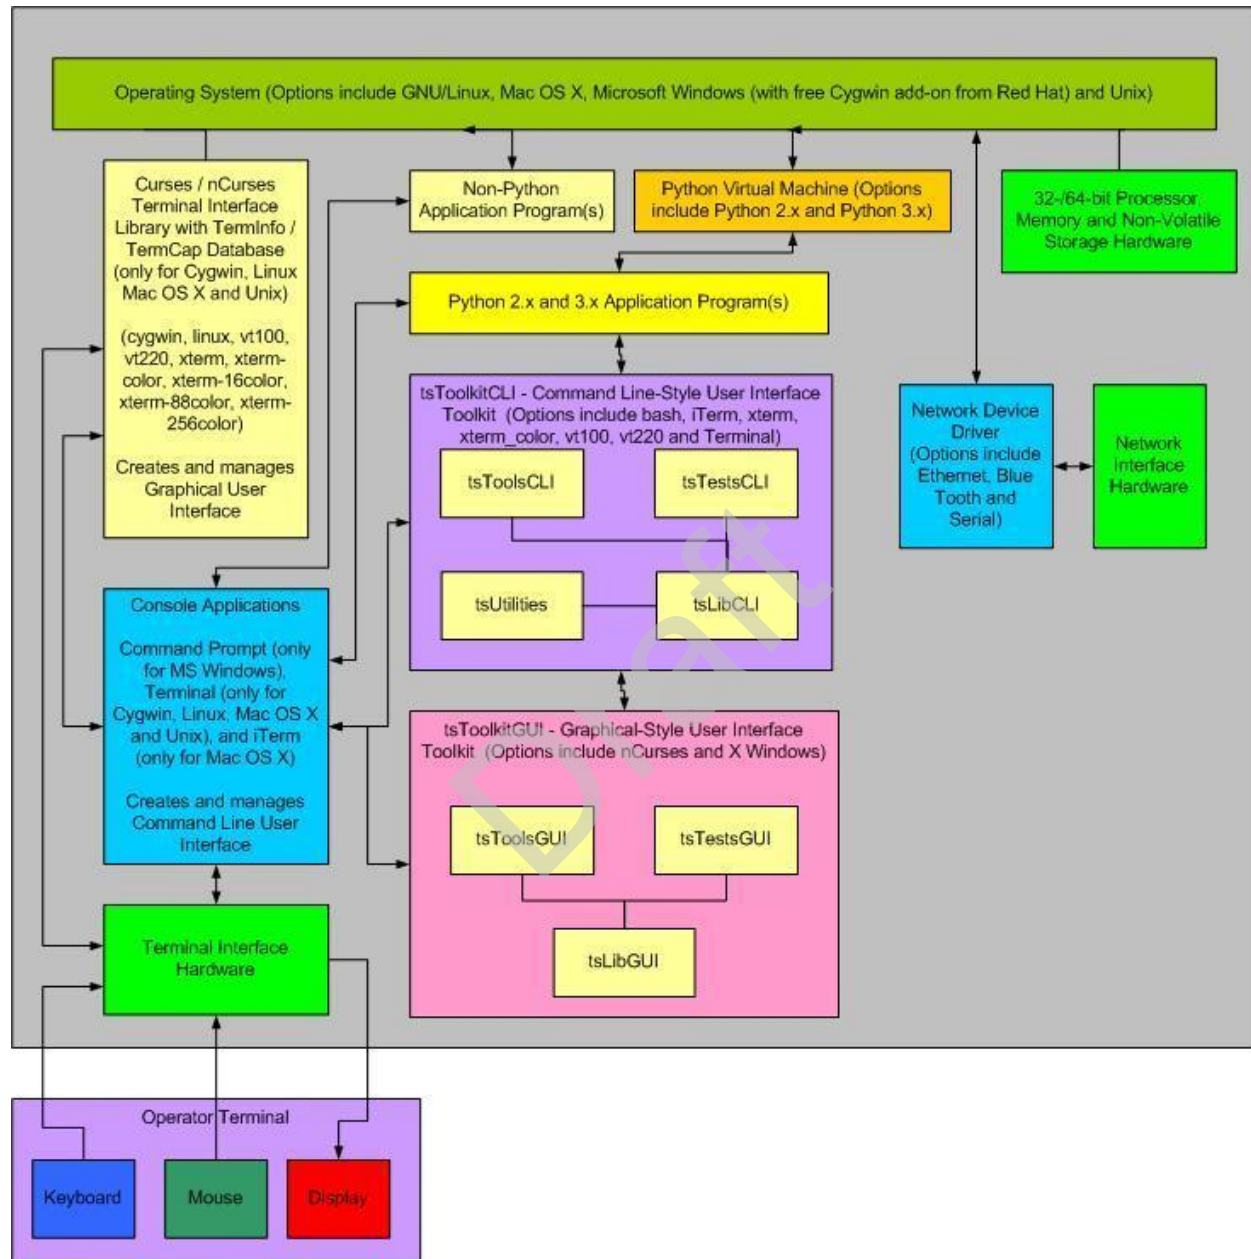 Operating System (Options include GNU/Linux, Mac OS X, Microsoft Windows (with free Cygwin add-on from Red Hat) and Unix)
Curses / nCurses
Terminal Interface
Library with TermInfo /
TermCap Database
(only for Cygwin, Linux
Mac OS X and Unix)
(cygwin, linux, vt100,
vt220, xterm, xterm-
color, xterm-16color,
xterm-88color, xterm-
256color)
Creates and manages
Graphical User
Interface
Non-Python
Application Program(s)
Python Virtual Machine (Options
include Python 2.x and Python 3.x)
32-/64-bit Processor,
Memory and Non-Volatile
Storage Hardware
Python 2.x and 3.x Application Program(s)
tsToolkitCLI - Command Line-Style User Interface
Toolkit (Options include bash, iTerm, xterm,
xterm_color, vt100, vt220 and Terminal)
tsToolsCLI
tsTestsCLI
tsUtilities
tsLibCLI
Network Device
Driver
(Options include
Ethernet, Blue
Tooth and
Serial)
Network
Interface
Hardware
Console Applications
Command Prompt (only
for MS Windows),
Terminal (only for
Cygwin, Linux, Mac OS X
and Unix), and iTerm
(only for Mac OS X)
Creates and manages
Command Line User
Interface
tsToolkitGUI - Graphical-Style User Interface
Toolkit (Options include nCurses and X Windows)
tsToolsGUI
tsTestsGUI
tsLibGUI
Draft
Terminal Interface
Hardware
Operator Terminal
Keyboard
Mouse
Display